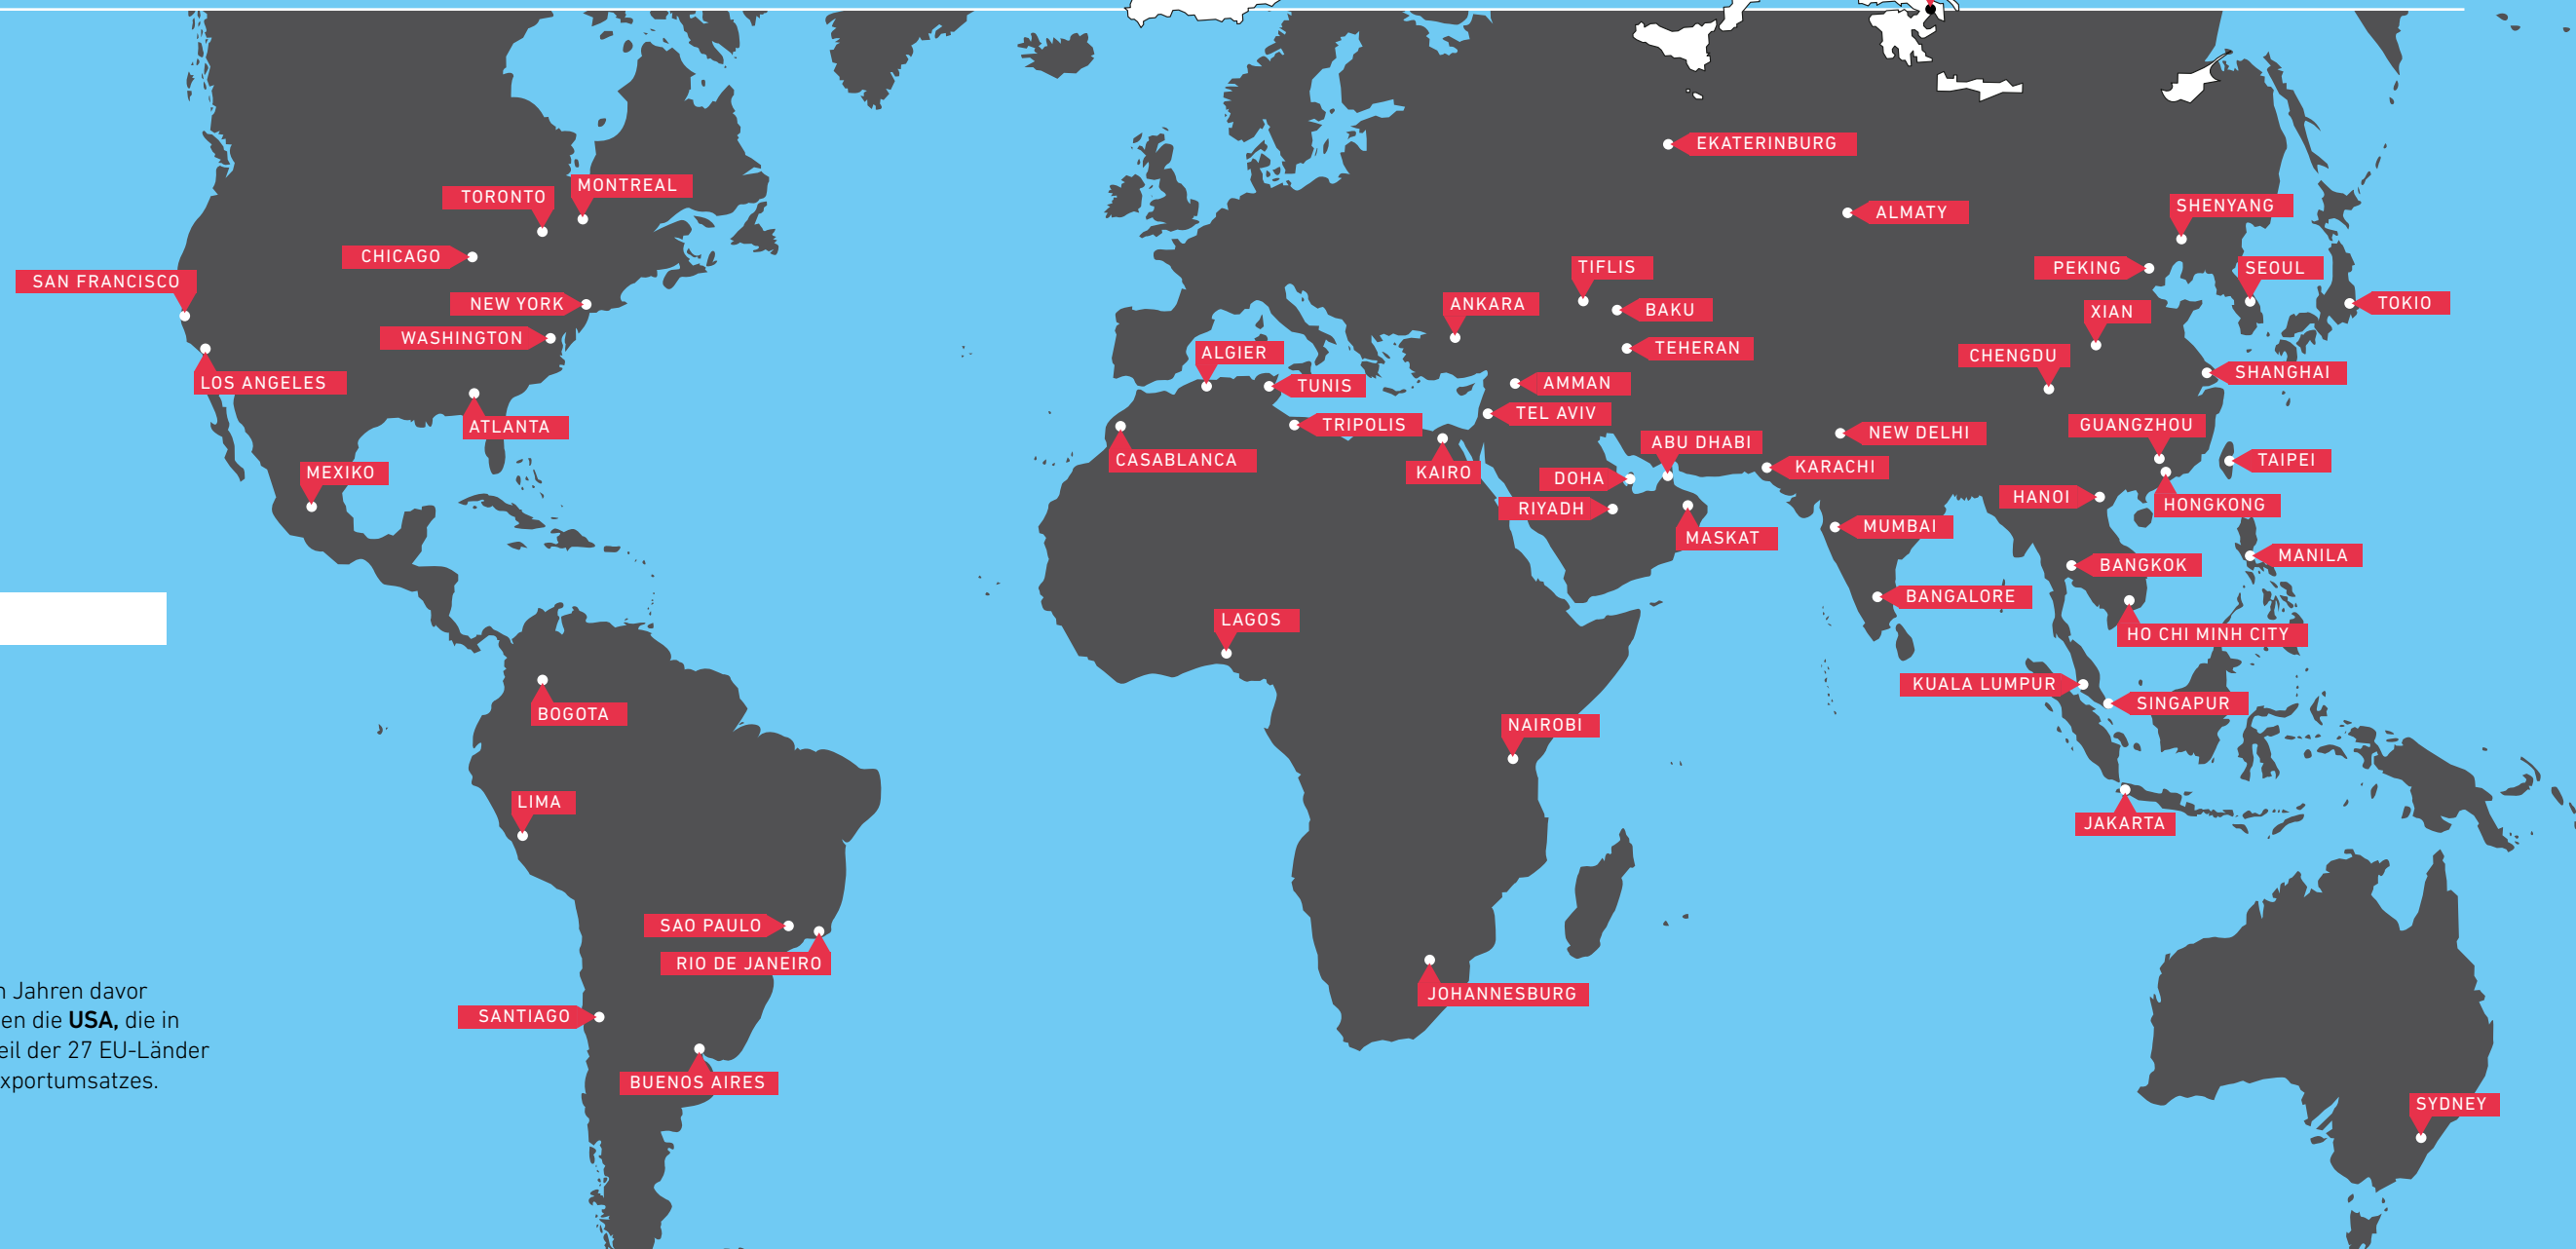 EKATERINBURG
MONTREAL
TORONTO
ALMATY
SHENYANG
CHICAGO
TIFLIS
PEKING
SEOUL
SAN FRANCISCO
NEW YORK
ANKARA
BAKU
XIAN
TOKIO
WASHINGTON
ALGIER
TEHERAN
CHENGDU
SHANGHAI
LOS ANGELES
TUNIS
AMMAN
ATLANTA
TRIPOLIS
TEL AVIV
GUANGZHOU
NEW DELHI
ABU DHABI
CASABLANCA
TAIPEI
MEXIKO
KAIRO
KARACHI
DOHA
HANOI
HONGKONG
RIYADH
MUMBAI
MASKAT
MANILA
BANGKOK
BANGALORE
LAGOS
HO CHI MINH CITY
KUALA LUMPUR
SINGAPUR
BOGOTA
NAIROBI
LIMA
JAKARTA
SAO PAULO
RIO DE JANEIRO
JOHANNESBURG
SANTIAGO
BUENOS AIRES
SYDNEY
n Jahren davor
en die USA, die in
eil der 27 EU-Länder
xportumsatzes.